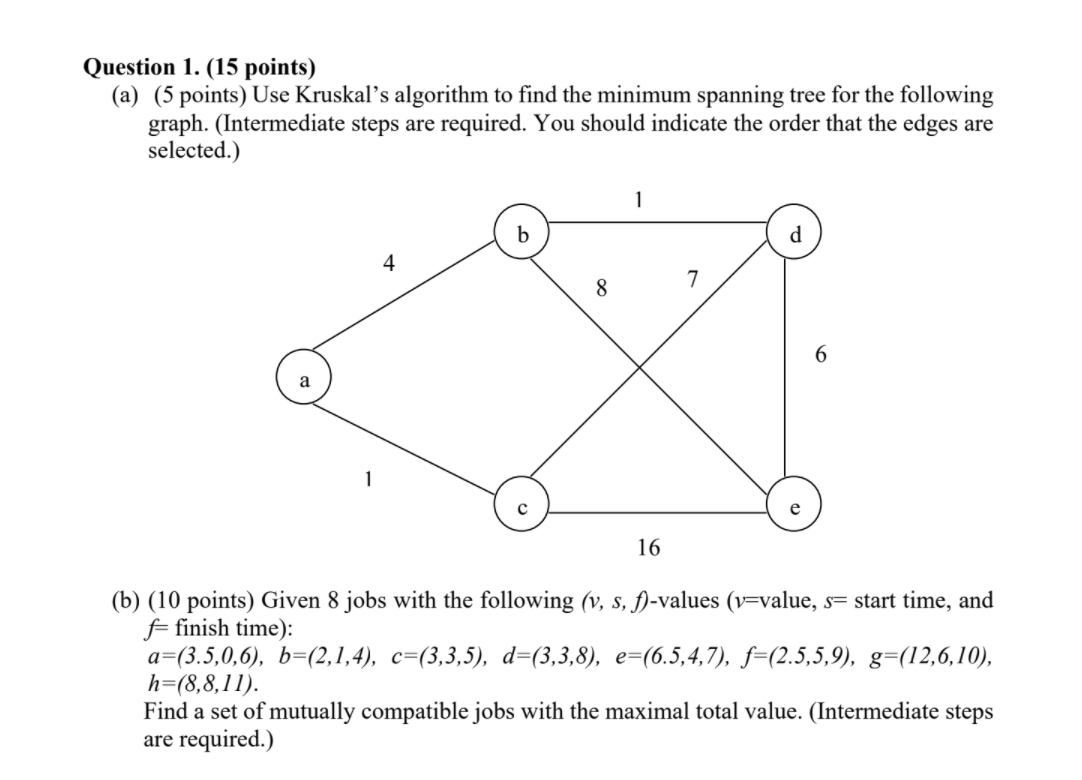 Question 1. (15 points)
(a) (5 points) Use Kruskal’s algorithm to find the minimum spanning tree for the following
graph. (Intermediate steps are required. You should indicate the order that the edges are
selected.)
1
b
d
4
8
7
6
a
1
c
e
16
(b) (10 points) Given 8 jobs with the following (v, s, f)-values (v=value, s= start time, and
f= finish time):
a=(3.5,0,6), b=(2,1,4), c=(3,3,5), d=(3,3,8), e=(6.5,4,7), f=(2.5,5,9), g=(12,6,10),
h=(8,8,11).
Find a set of mutually compatible jobs with the maximal total value. (Intermediate steps
are required.)